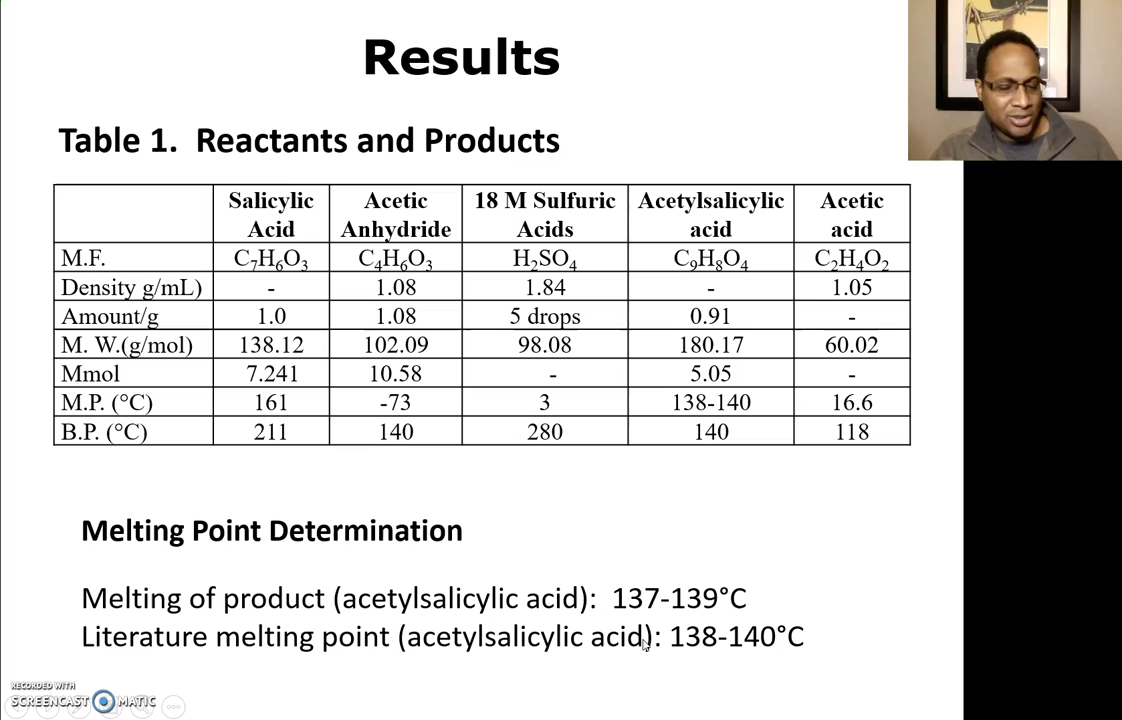 Results
Table 1. Reactants and Products
Salicylic Acid Acetic Anhydride 18 M Sulfuric Acids Acetylsalicylic acid Acetic acid
M.F. C₇H₆O₃ C₄H₆O₃ H₂SO₄ C₉H₈O₄ C₂H₄O₂
Density g/mL) - 1.08 1.84 - 1.05
Amount/g 1.0 1.08 5 drops 0.91 -
M. W.(g/mol) 138.12 102.09 98.08 180.17 60.02
Mmol 7.241 10.58 - 5.05 -
M.P. (°C) 161 -73 3 138-140 16.6
B.P. (°C) 211 140 280 140 118
Melting Point Determination
Melting of product (acetylsalicylic acid): 137-139°C
Literature melting point (acetylsalicylic acid): 138-140°C
RECORDED WITH
SCREENCAST MATIC